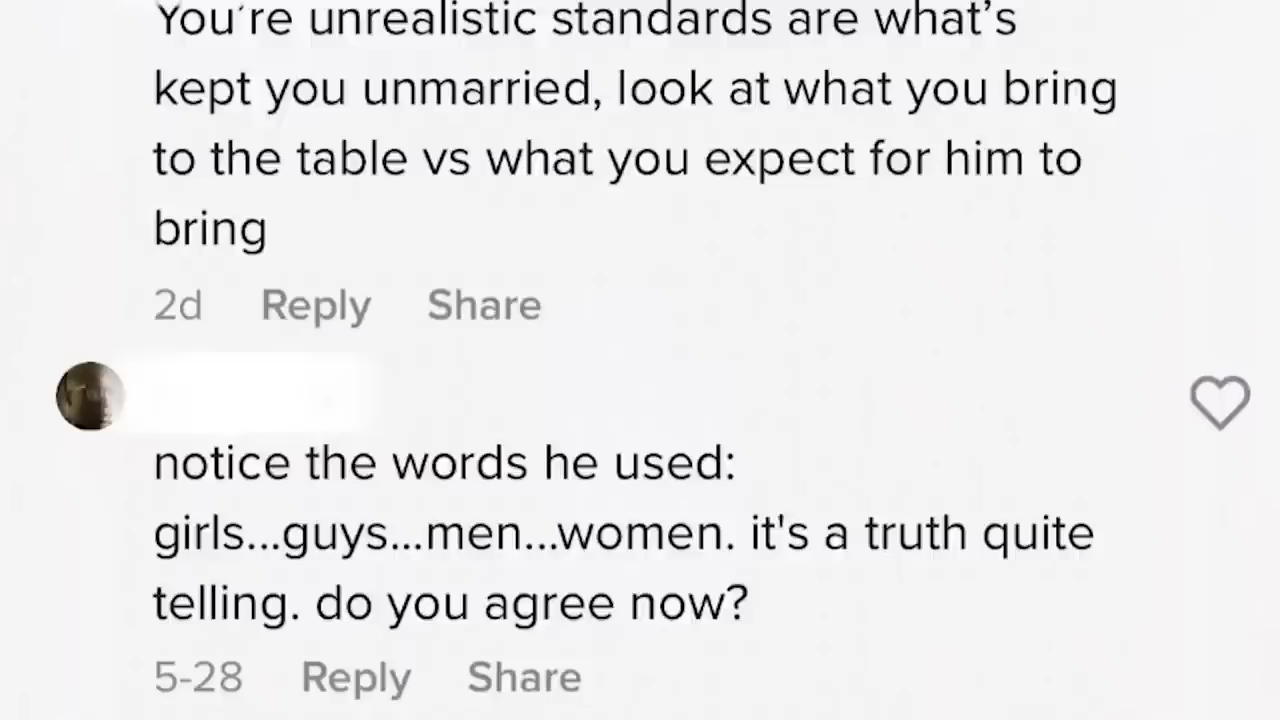 You're unrealistic standards are what's
kept you unmarried, look at what you bring
to the table vs what you expect for him to
bring
2d Reply Share
notice the words he used:
girls...guys...men...women. it's a truth quite
telling. do you agree now?
5-28 Reply Share